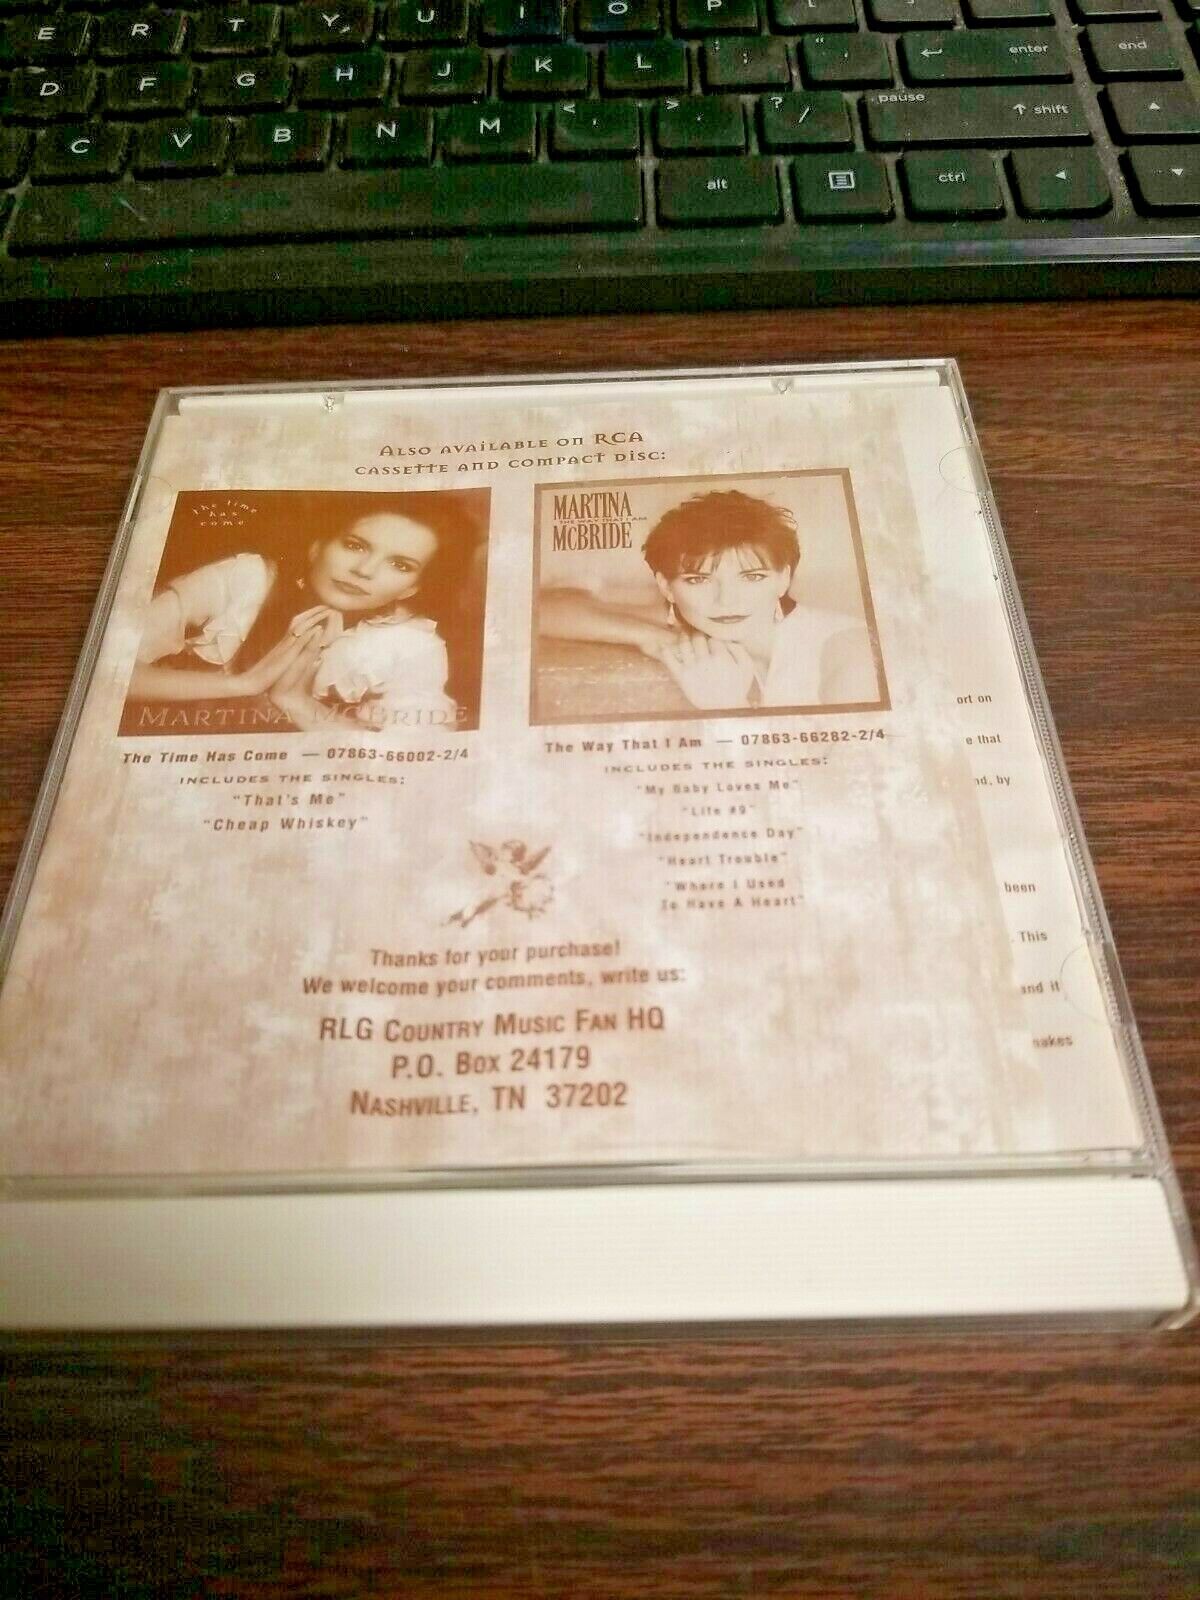 E R T Y U I O P [ ]
D F G H J K L : ; " ' enter end
C V B N M < , > . ? / pause shift
alt ctrl
Also available on RCA
cassette and compact disc:
the time
has
come
Martina McBride
MARTINA
THE WAY THAT I AM
McBRIDE
The Time Has Come — 07863-66002-2/4
INCLUDES THE SINGLES:
"That's Me"
"Cheap Whiskey"
The Way That I Am — 07863-66282-2/4
INCLUDES THE SINGLES:
"My Baby Loves Me"
"Life #9"
"Independence Day"
"Heart Trouble"
"Where I Used
To Have A Heart"
Thanks for your purchase!
We welcome your comments, write us:
RLG Country Music Fan HQ
P.O. Box 24179
Nashville, TN 37202
ort on
e that
nd, by
been
. This
and it
makes